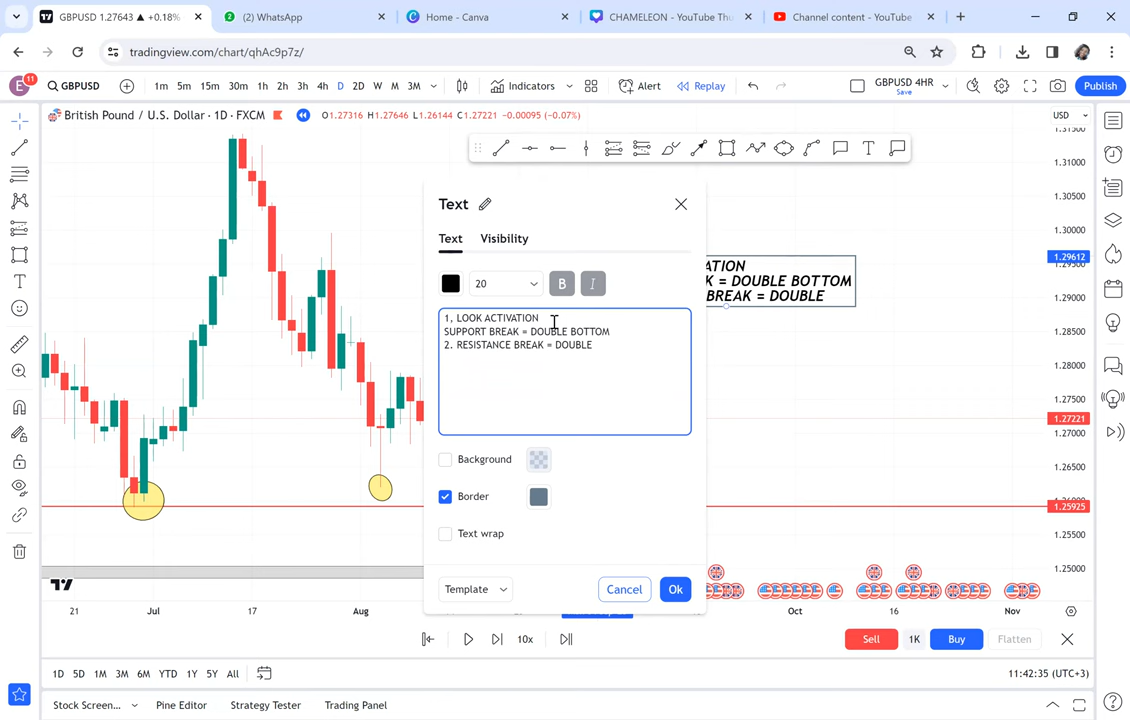 GBPUSD 1.27643 ▲ +0.18%
(2) WhatsApp
Home - Canva
CHAMELEON - YouTube Thu
Channel content - YouTube
tradingview.com/chart/qhAc9p7z/
E 11
GBPUSD
1m 5m 15m 30m 1h 2h 3h 4h D 2D W M 3M
Indicators
Alert
Replay
GBPUSD 4HR
Save
Publish
British Pound / U.S. Dollar · 1D · FXCM
O1.27316 H1.27646 L1.26144 C1.27221 −0.00095 (−0.07%)
USD
1.31500
1.31000
1.30500
1.30000
1.29612
1.29500
1.29000
1.28500
1.28000
1.27500
1.27221
1.27000
1.26500
1.25925
1.25500
1.25000
Text
Text Visibility
20
B
I
1, LOOK ACTIVATION
SUPPORT BREAK = DOUBLE BOTTOM
2. RESISTANCE BREAK = DOUBLE
ATION
K = DOUBLE BOTTOM
BREAK = DOUBLE
Background
Border
Text wrap
Template
Cancel
Ok
21 Jul 17 Aug Oct 16 Nov
10x
Sell
1K
Buy
Flatten
1D 5D 1M 3M 6M YTD 1Y 5Y All
11:42:35 (UTC+3)
Stock Screen...
Pine Editor
Strategy Tester
Trading Panel